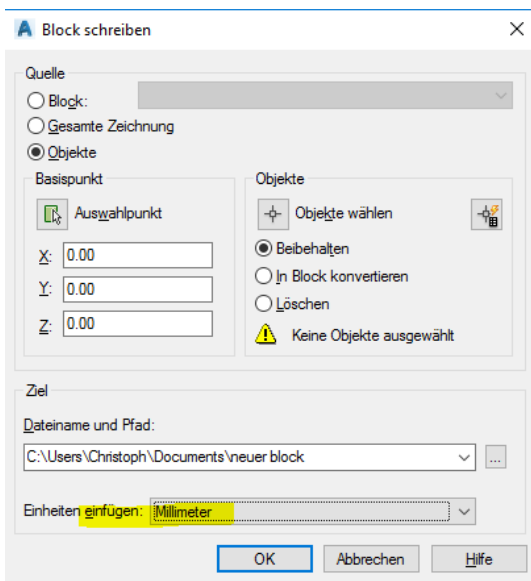 Block schreiben
Quelle
Block:
Gesamte Zeichnung
Objekte
Basispunkt
Auswahlpunkt
X: 0.00
Y: 0.00
Z: 0.00
Objekte
Objekte wählen
Beibehalten
In Block konvertieren
Löschen
Keine Objekte ausgewählt
Ziel
Dateiname und Pfad:
C:\Users\Christoph\Documents\neuer block
...
Einheiten einfügen: Millimeter
OK Abbrechen Hilfe